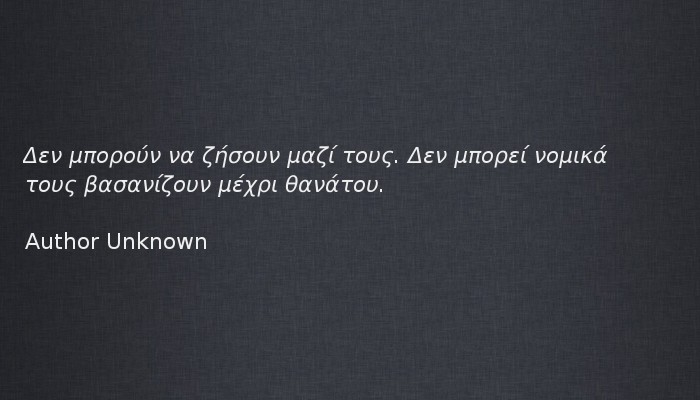 Δεν μπορούν να ζήσουν μαζί τους. Δεν μπορεί νομικά
τους βασανίζουν μέχρι θανάτου.
Author Unknown